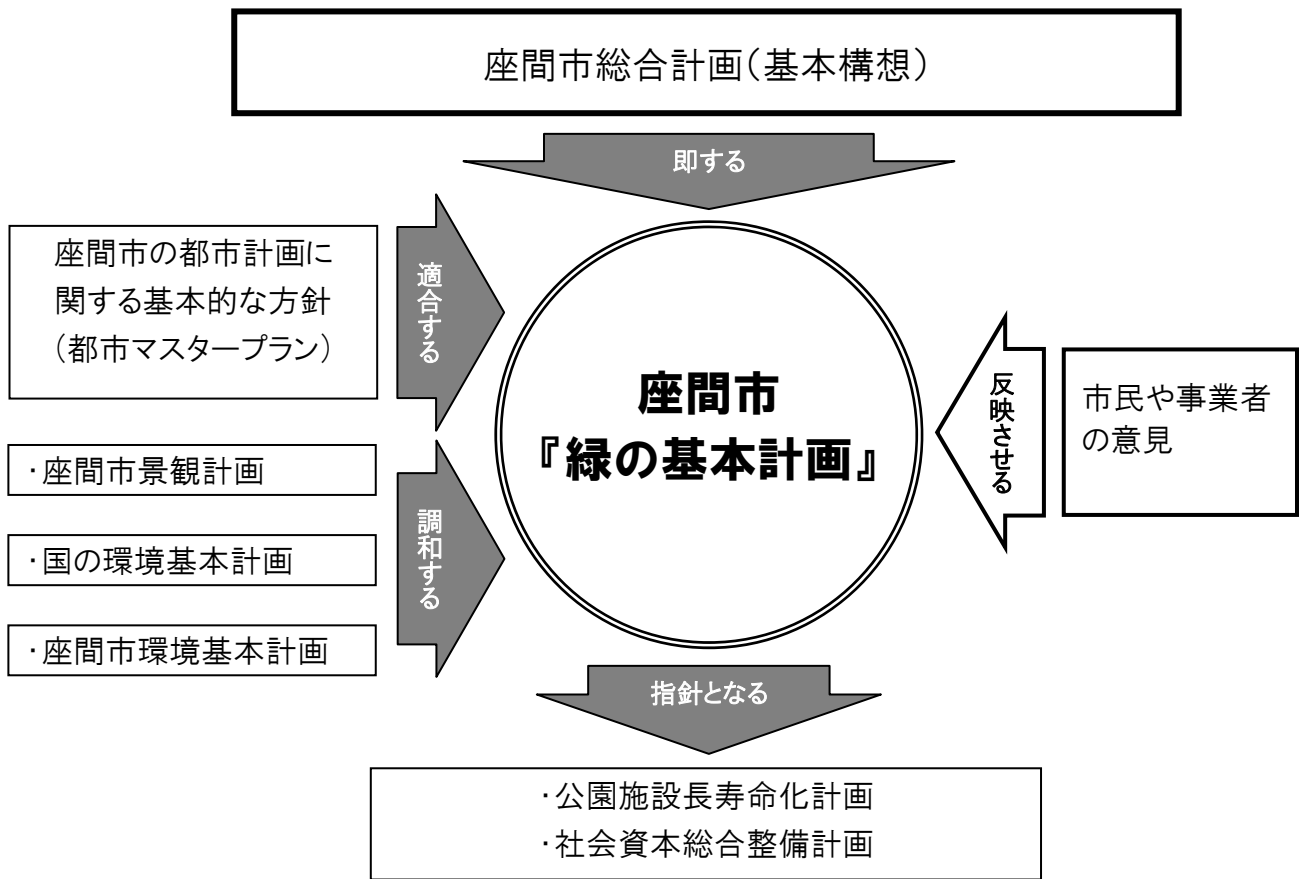 座間市総合計画(基本構想)
即する
座間市の都市計画に
関する基本的な方針
(都市マスタープラン)
適合する
座間市
『緑の基本計画』
反映させる
市民や事業者
の意見
・座間市景観計画
・国の環境基本計画
・座間市環境基本計画
調和する
指針となる
・公園施設長寿命化計画
・社会資本総合整備計画